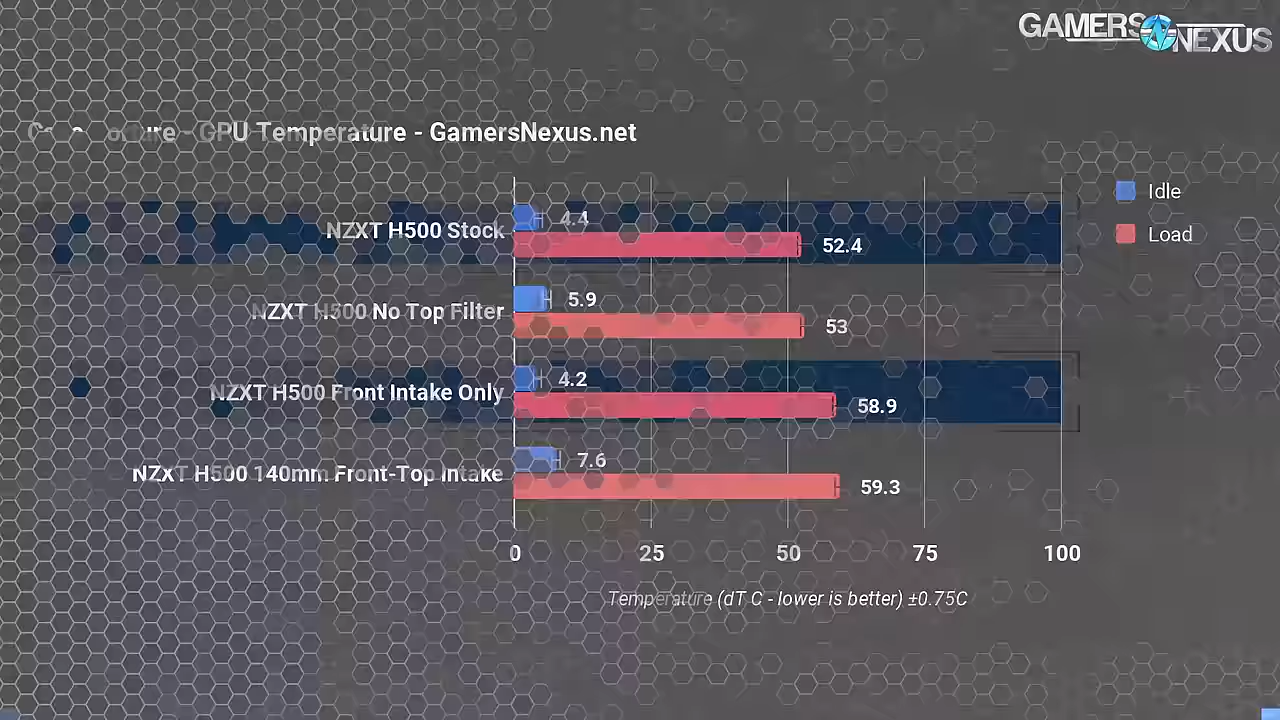 GAMERS NEXUS
- GPU Temperature - GamersNexus.net
Idle
Load
NZXT H500 Stock
4.4
52.4
NZXT H500 No Top Filter
5.9
53
NZXT H500 Front Intake Only
4.2
58.9
NZXT H500 140mm Front-Top Intake
7.6
59.3
0 25 50 75 100
Temperature (dT C - lower is better) ±0.75C